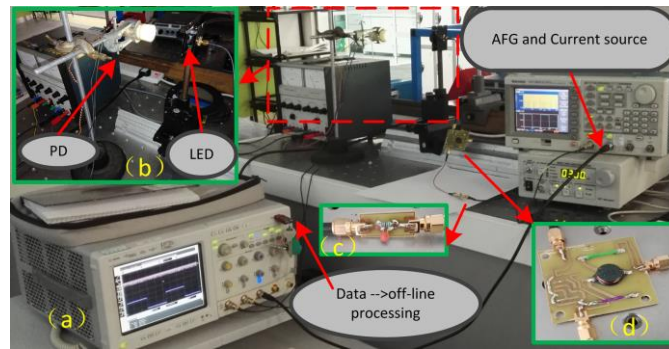 AFG and Current source
PD
LED
(b)
(c)
(a)
Data -->off-line
processing
(d)